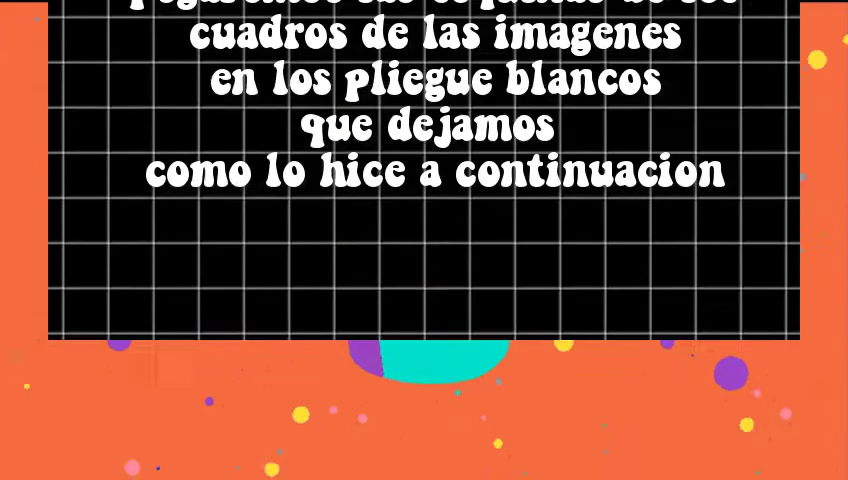 cuadros de las imagenes
en los pliegue blancos
que dejamos
como lo hice a continuacion